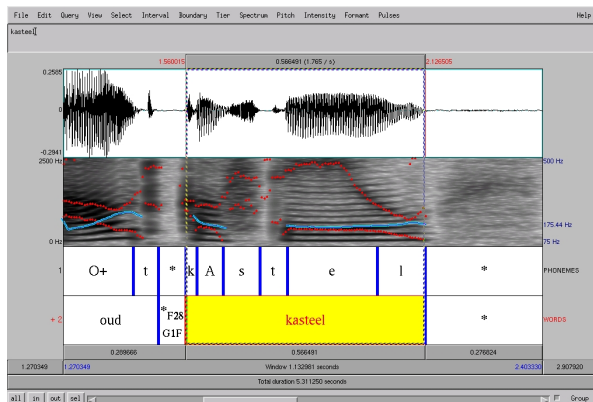 File Edit Query View Select Interval Boundary Tier Spectrum Pitch Intensity Formant Pulses Help
kasteel
1.560015 0.566491 (1.765 / s) 2.126505
0.2585
0
-0.2941
2500 Hz 500 Hz
175.44 Hz
0 Hz 75 Hz
1 O+ t * k A s t e l * PHONEMES
+ 2 oud *F28 kasteel * WORDS
G1F
0.289666 0.566491 0.276824
1.270349 1.270349 Window 1.132981 seconds 2.403330 2.907920
Total duration 5.311250 seconds
all in out sel Group